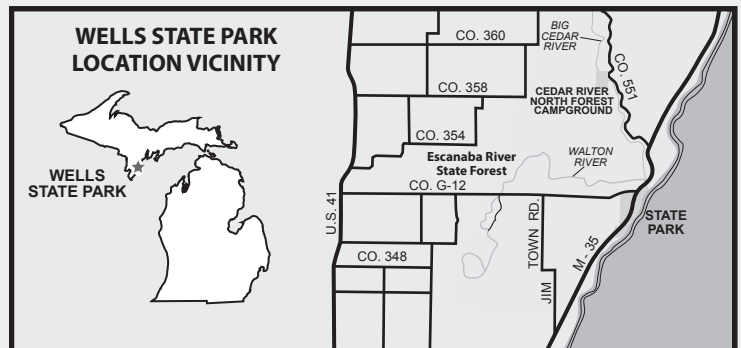 WELLS STATE PARK
LOCATION VICINITY
WELLS
STATE PARK
CO. 360
BIG
CEDAR
RIVER
CO. 551
CO. 358
CEDAR RIVER
NORTH FOREST
CAMPGROUND
CO. 354
Escanaba River
State Forest
WALTON
RIVER
CO. G-12
U.S. 41
TOWN RD.
STATE
PARK
CO. 348
M - 35
JIM